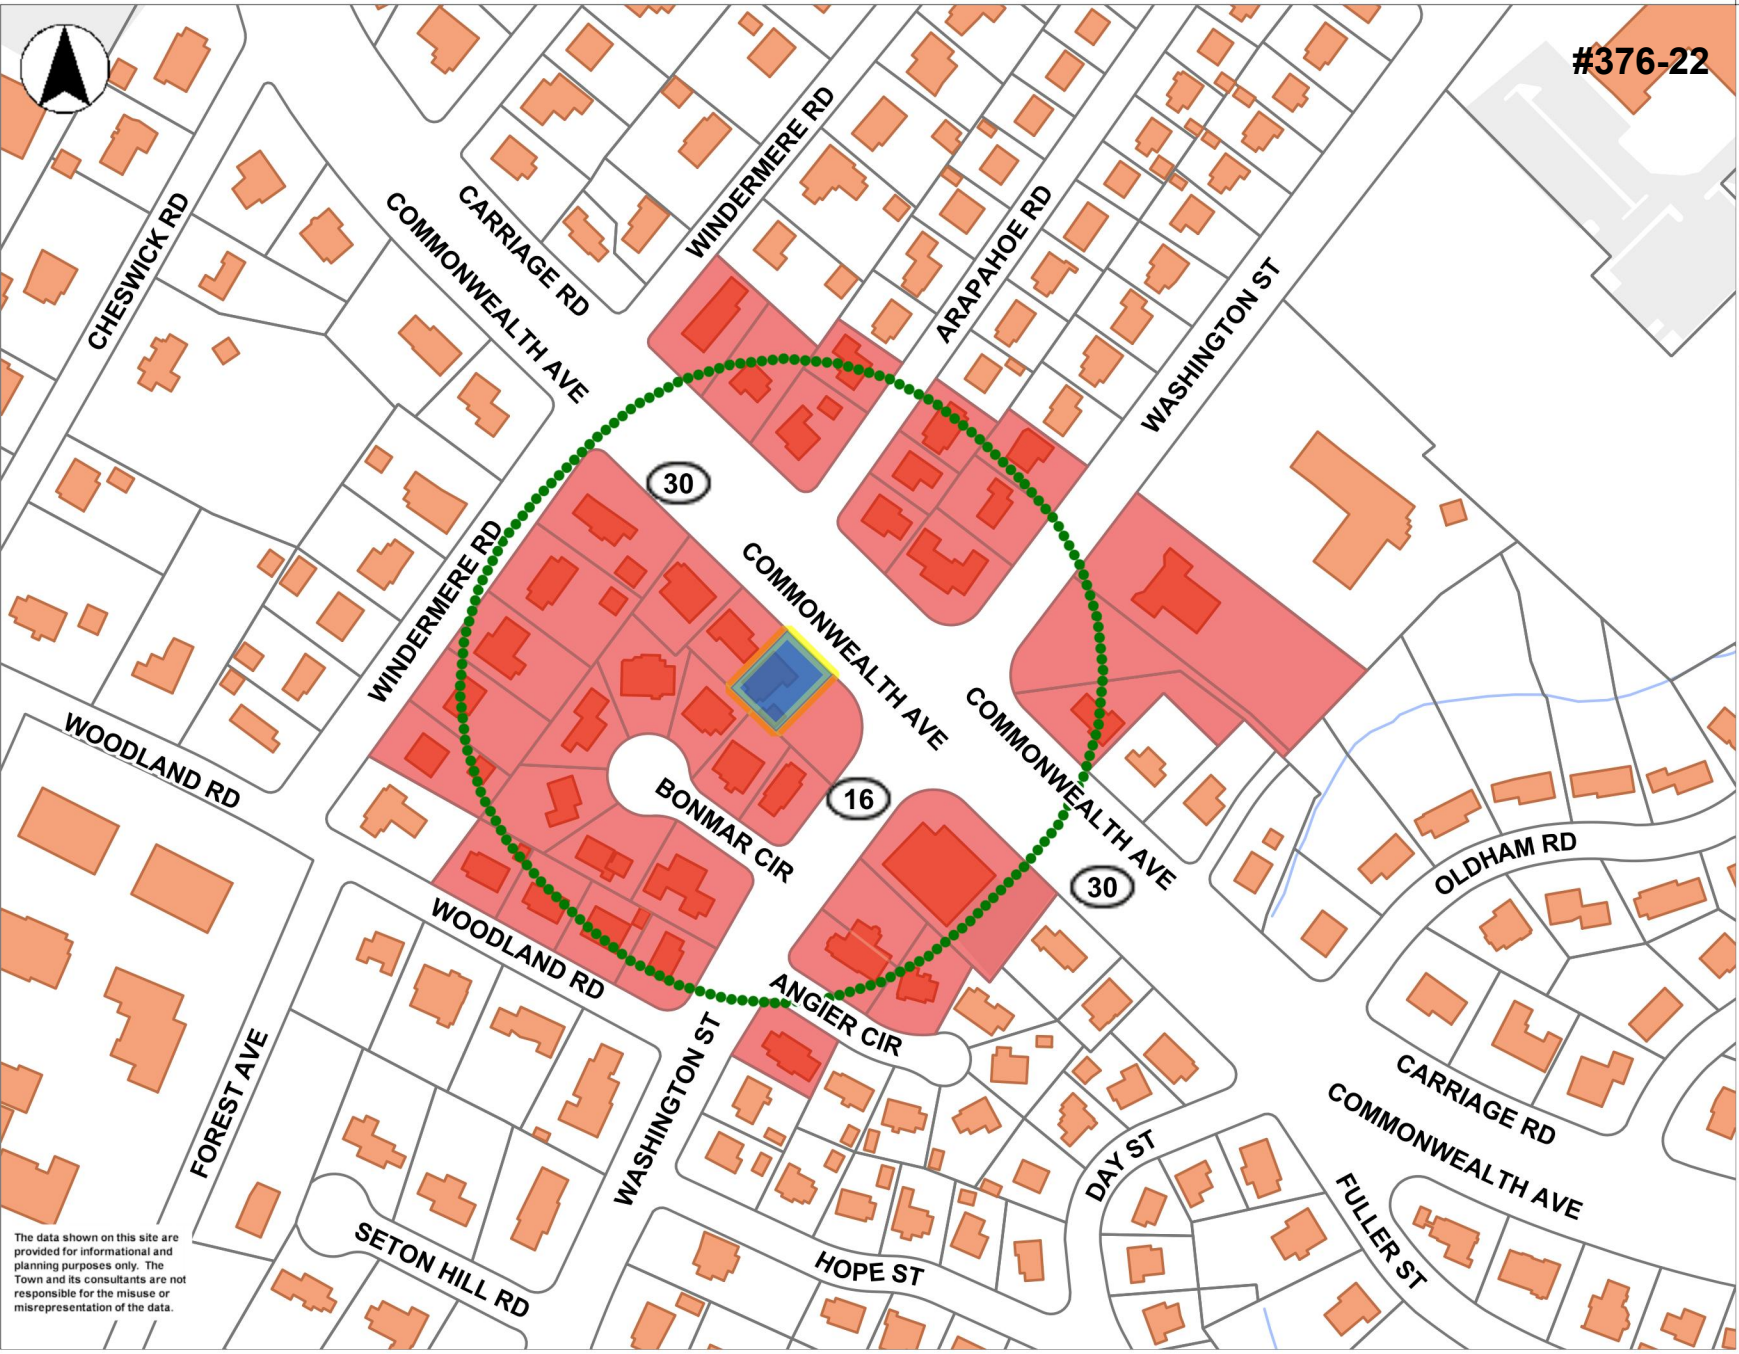 #376-22
WINDERMERE RD
CARRIAGE RD
COMMONWEALTH AVE
CHESWICK RD
ARAPAHOE RD
WASHINGTON ST
30
COMMONWEALTH AVE
WINDERMERE RD
COMMONWEALTH AVE
WOODLAND RD
16
BONMAR CIR
30
OLDHAM RD
WOODLAND RD
ANGIER CIR
WASHINGTON ST
FOREST AVE
CARRIAGE RD
COMMONWEALTH AVE
DAY ST
FULLER ST
SETON HILL RD
HOPE ST
The data shown on this site are
provided for informational and
planning purposes only. The
Town and its consultants are not
responsible for the misuse or
misrepresentation of the data.